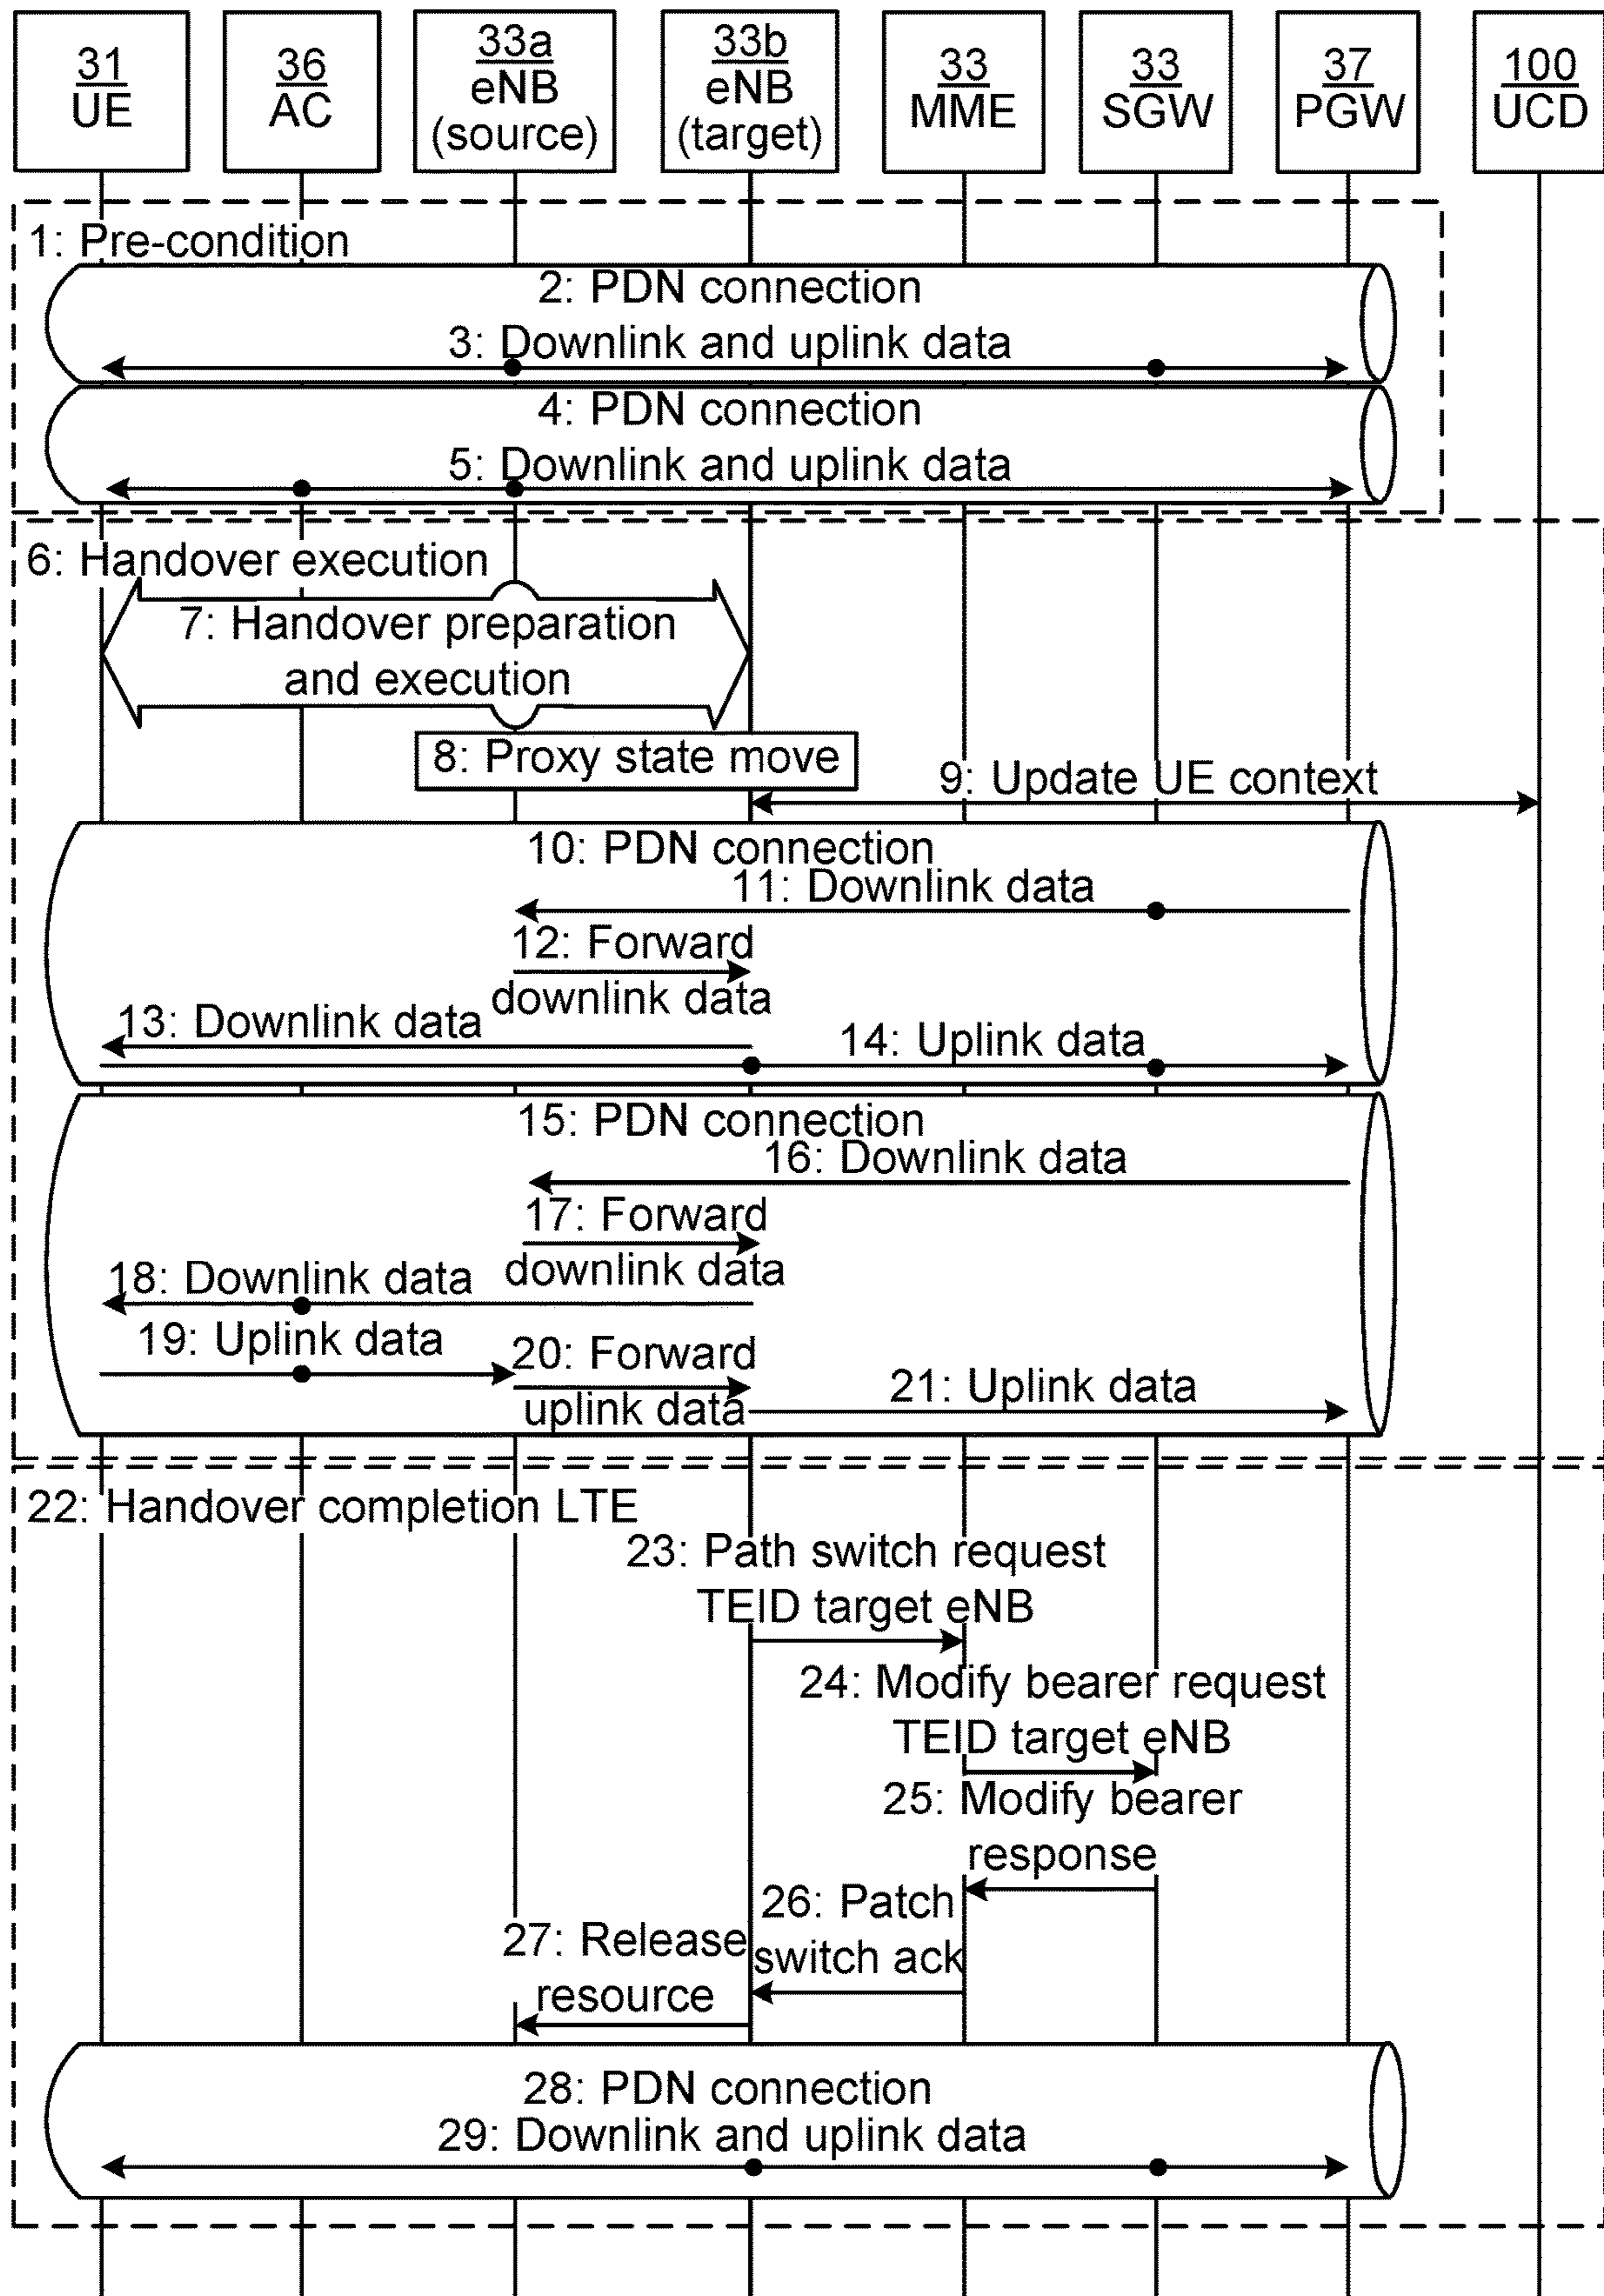 31
UE
36
AC
33a
eNB
(source)
33b
eNB
(target)
33
MME
33
SGW
37
PGW
100
UCD
1: Pre-condition
2: PDN connection
3: Downlink and uplink data
4: PDN connection
5: Downlink and uplink data
6: Handover execution
7: Handover preparation
and execution
8: Proxy state move
9: Update UE context
10: PDN connection
11: Downlink data
12: Forward
downlink data
13: Downlink data
14: Uplink data
15: PDN connection
16: Downlink data
17: Forward
downlink data
18: Downlink data
19: Uplink data
20: Forward
uplink data
21: Uplink data
22: Handover completion LTE
23: Path switch request
TEID target eNB
24: Modify bearer request
TEID target eNB
25: Modify bearer
response
26: Patch
switch ack
27: Release
resource
28: PDN connection
29: Downlink and uplink data